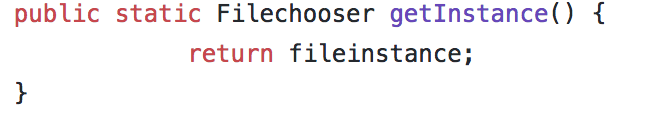 public static Filechooser getInstance() {
            return fileinstance;
}